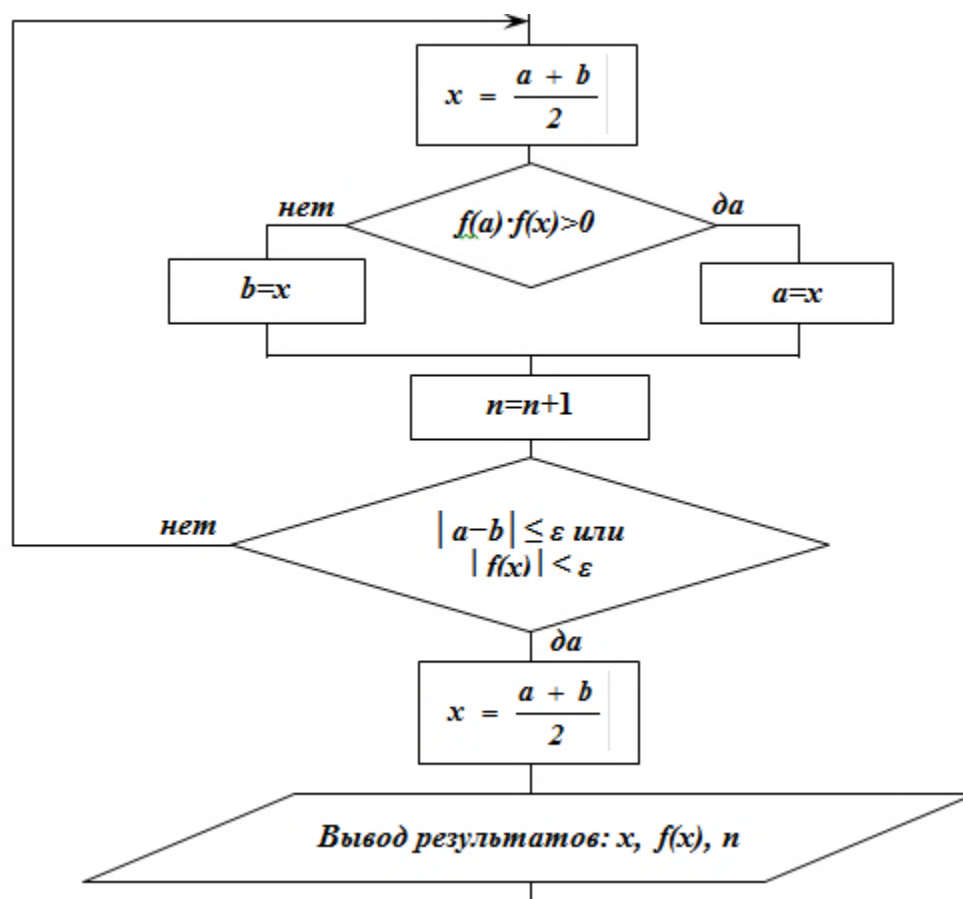 x = (a + b)/2
нет
f(a)·f(x)>0
да
b=x
a=x
n=n+1
нет
|a−b| ≤ ε или
|f(x)| < ε
да
x = (a + b)/2
Вывод результатов: x, f(x), n